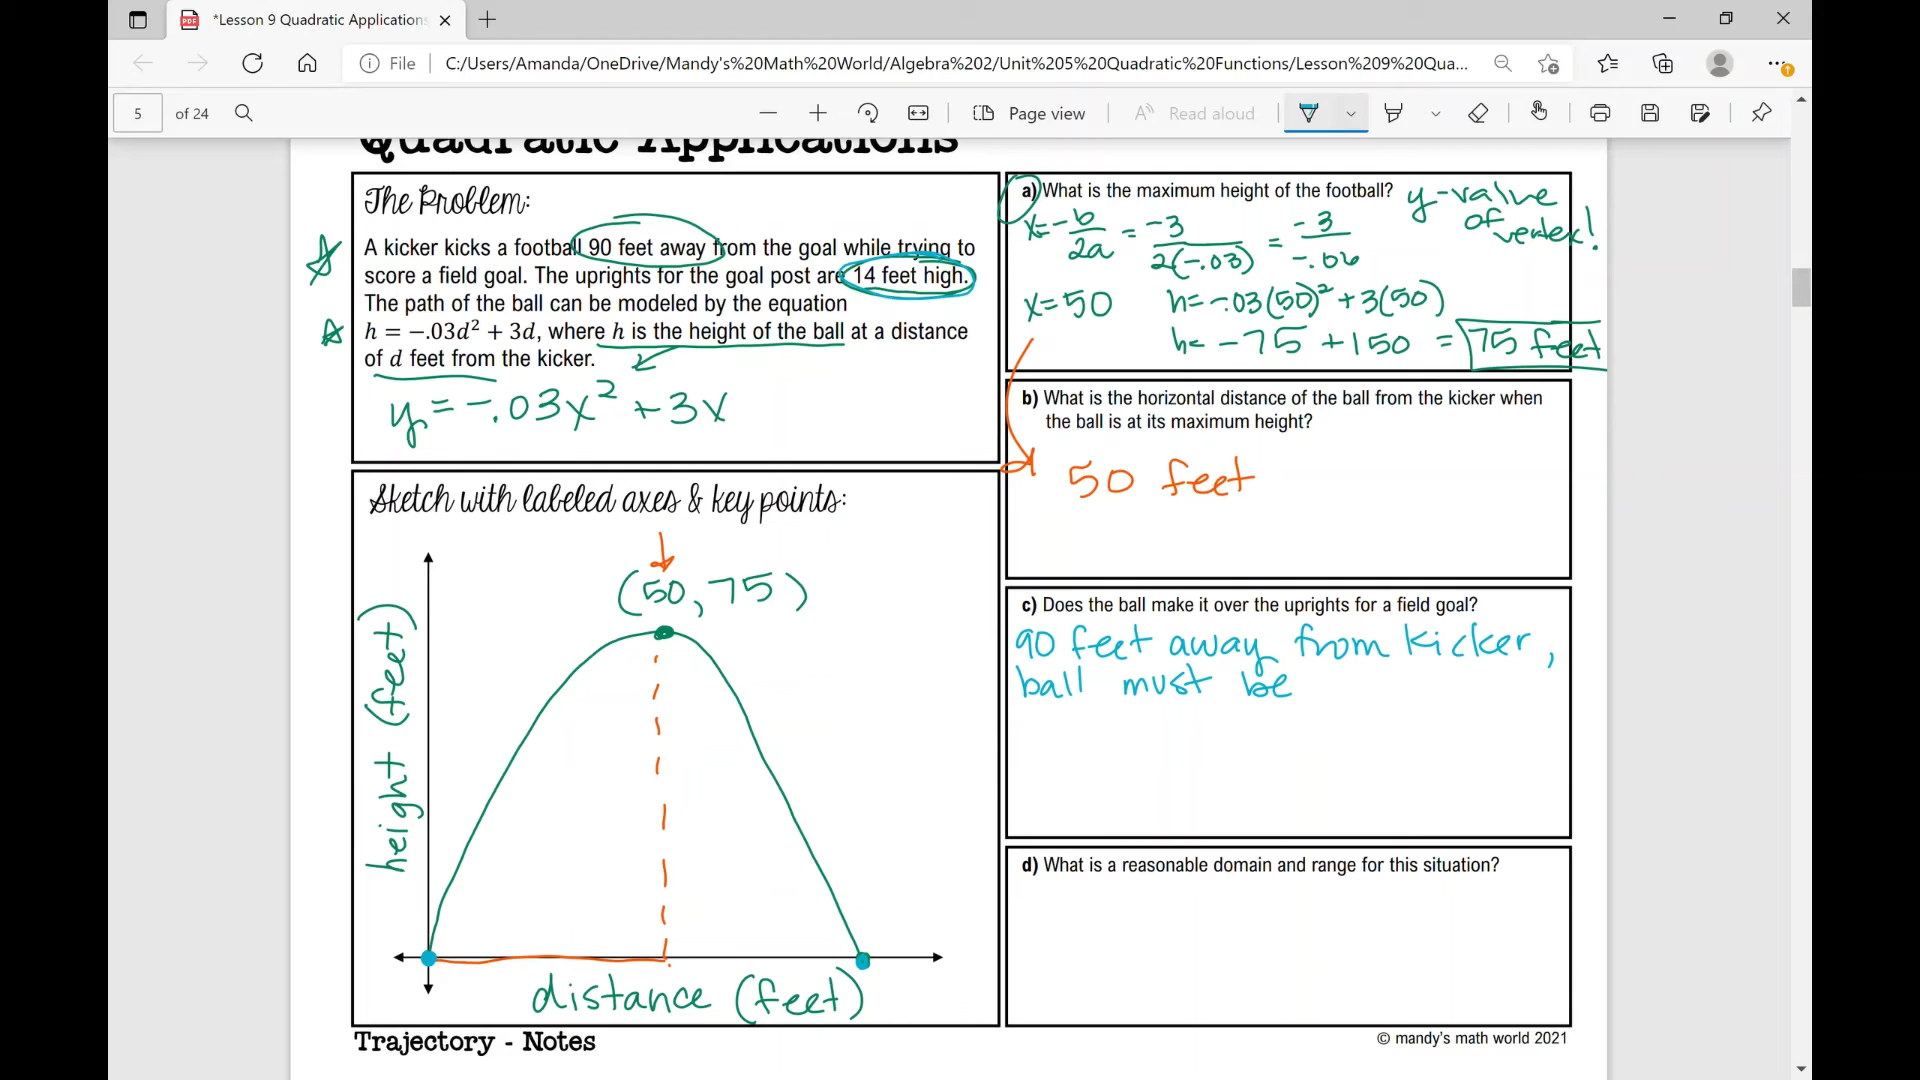 *Lesson 9 Quadratic Applications
File
C:/Users/Amanda/OneDrive/Mandy's%20Math%20World/Algebra%202/Unit%205%20Quadratic%20Functions/Lesson%209%20Qua...
5 of 24
Page view
Read aloud
Quadratic Applications
The Problem:
A kicker kicks a football 90 feet away from the goal while trying to
score a field goal. The uprights for the goal post are 14 feet high.
The path of the ball can be modeled by the equation
h = −.03d² + 3d, where h is the height of the ball at a distance
of d feet from the kicker.
y = -.03x² + 3x
Sketch with labeled axes & key points:
(50, 75)
height (feet)
distance (feet)
Trajectory - Notes
a) What is the maximum height of the football?
y-value
of
vertex!
x = -b/2a = -3/2(-.03) = -3/-.06
x = 50 h = -.03(50)² + 3(50)
h = -75 + 150 = 75 feet
b) What is the horizontal distance of the ball from the kicker when
the ball is at its maximum height?
50 feet
c) Does the ball make it over the uprights for a field goal?
90 feet away from kicker,
ball must be
d) What is a reasonable domain and range for this situation?
© mandy's math world 2021